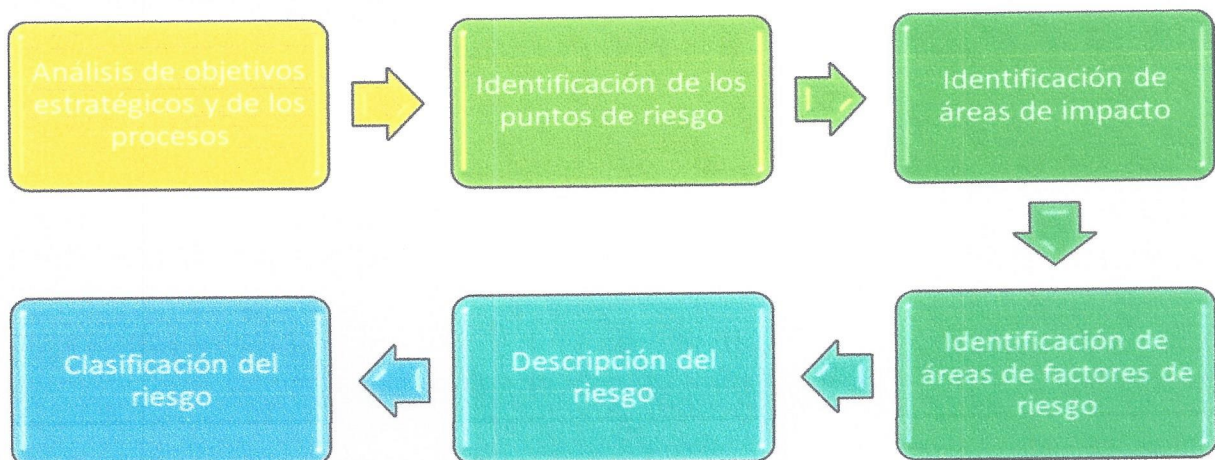 Análisis de objetivos
estratégicos y de los
procesos
Identificación de los
puntos de riesgo
Identificación de
áreas de impacto
Identificación de
áreas de factores de
riesgo
Descripción del
riesgo
Clasificación del
riesgo